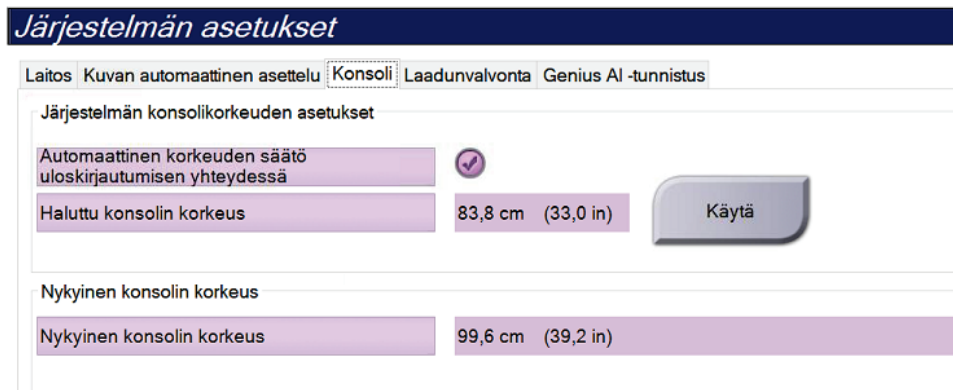 Järjestelmän asetukset
Laitos Kuvan automaattinen asettelu Konsoli Laadunvalvonta Genius AI -tunnistus
Järjestelmän konsolikorkeuden asetukset
Automaattinen korkeuden säätö
uloskirjautumisen yhteydessä
Haluttu konsolin korkeus 83,8 cm (33,0 in) Käytä
Nykyinen konsolin korkeus
Nykyinen konsolin korkeus 99,6 cm (39,2 in)